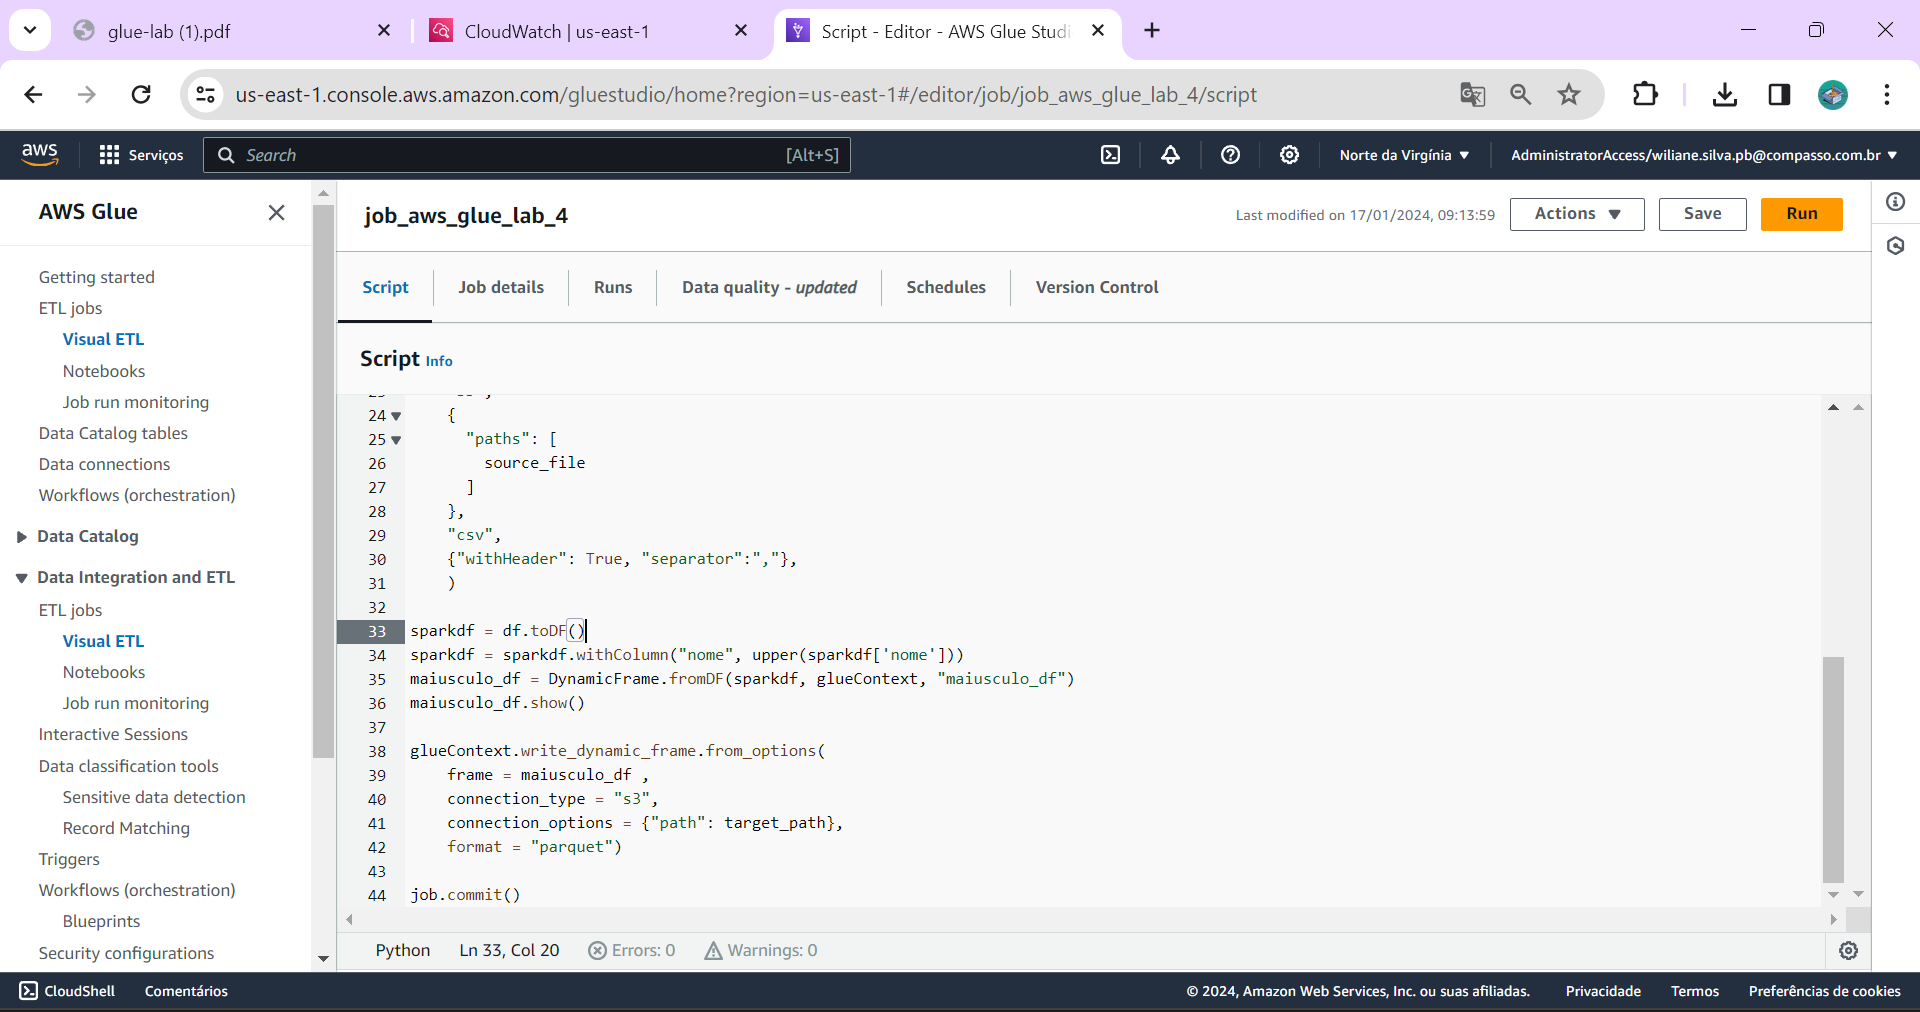 glue-lab (1).pdf
CloudWatch | us-east-1
Script - Editor - AWS Glue Studi
us-east-1.console.aws.amazon.com/gluestudio/home?region=us-east-1#/editor/job/job_aws_glue_lab_4/script
aws
Serviços
Search
[Alt+S]
Norte da Virgínia
AdministratorAccess/wiliane.silva.pb@compasso.com.br
AWS Glue
Getting started
ETL jobs
Visual ETL
Notebooks
Job run monitoring
Data Catalog tables
Data connections
Workflows (orchestration)
Data Catalog
Data Integration and ETL
ETL jobs
Visual ETL
Notebooks
Job run monitoring
Interactive Sessions
Data classification tools
Sensitive data detection
Record Matching
Triggers
Workflows (orchestration)
Blueprints
Security configurations
job_aws_glue_lab_4
Last modified on 17/01/2024, 09:13:59
Actions
Save
Run
Script
Job details
Runs
Data quality - updated
Schedules
Version Control
Script Info
24 {
25 "paths": [
26 source_file
27 ]
28 },
29 "csv",
30 {"withHeader": True, "separator":","},
31 )
32
33 sparkdf = df.toDF()
34 sparkdf = sparkdf.withColumn("nome", upper(sparkdf['nome']))
35 maiusculo_df = DynamicFrame.fromDF(sparkdf, glueContext, "maiusculo_df")
36 maiusculo_df.show()
37
38 glueContext.write_dynamic_frame.from_options(
39 frame = maiusculo_df ,
40 connection_type = "s3",
41 connection_options = {"path": target_path},
42 format = "parquet")
43
44 job.commit()
Python
Ln 33, Col 20
Errors: 0
Warnings: 0
CloudShell
Comentários
© 2024, Amazon Web Services, Inc. ou suas afiliadas.
Privacidade
Termos
Preferências de cookies